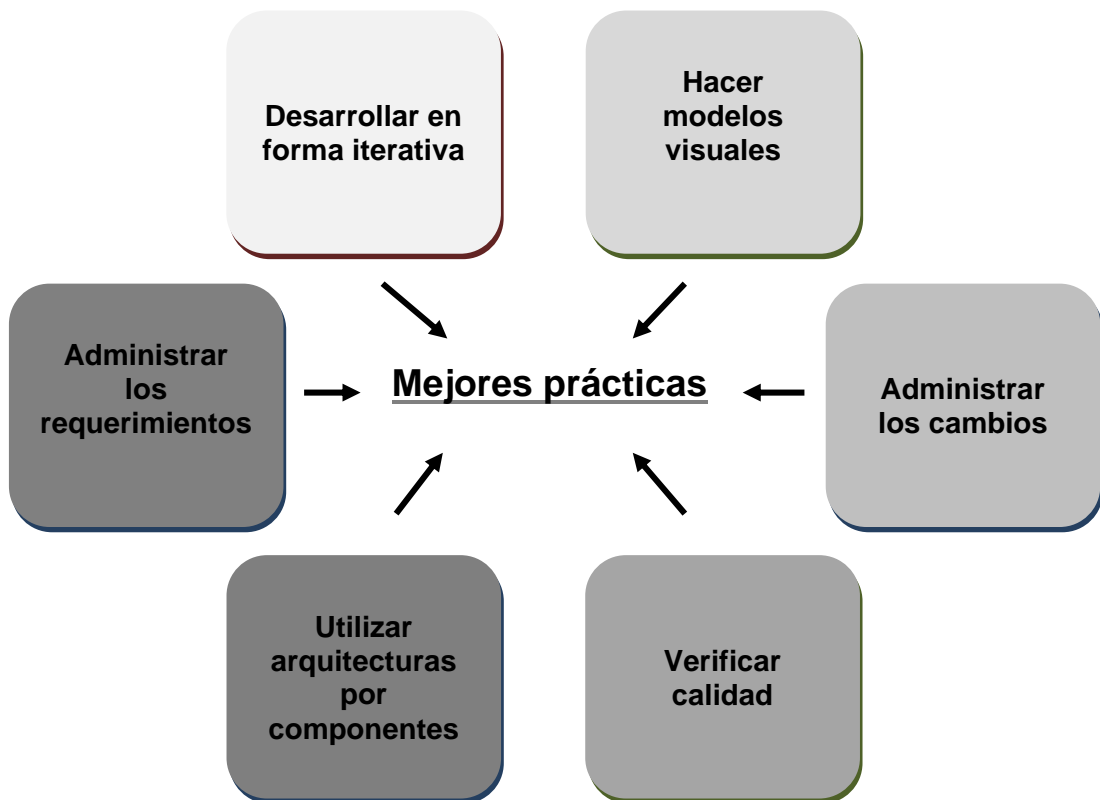 Desarrollar en
forma iterativa
Hacer
modelos
visuales
Administrar
los
requerimientos
Mejores prácticas
Administrar
los cambios
Utilizar
arquitecturas
por
componentes
Verificar
calidad